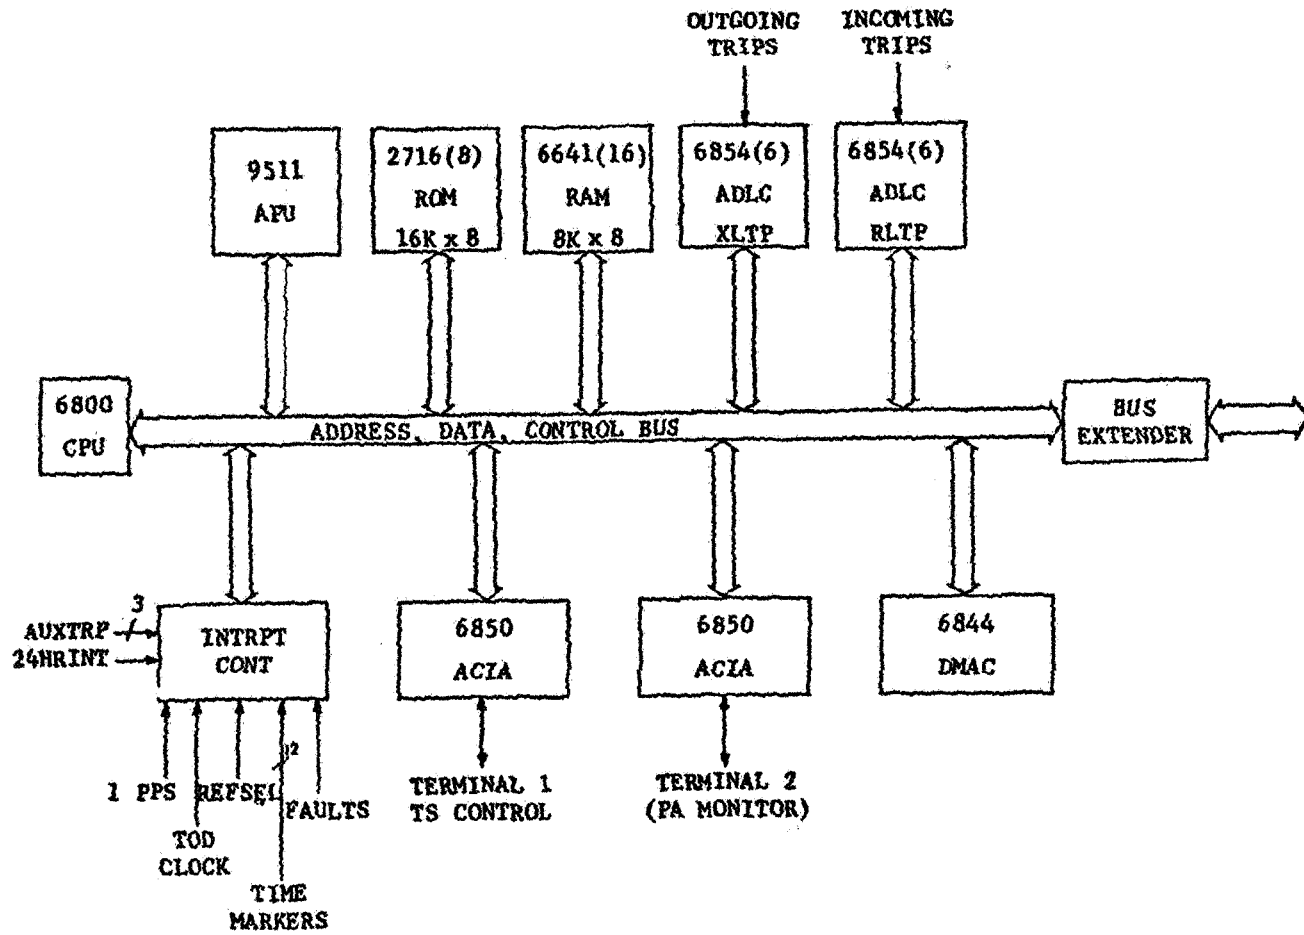 OUTGOING
TRIPS
INCOMING
TRIPS
9511
APU
2716(8)
ROM
16K x 8
6641(16)
RAM
8K x 8
6854(6)
ADLC
XLTP
6854(6)
ADLC
RLTP
6800
CPU
ADDRESS, DATA, CONTROL BUS
BUS
EXTENDER
3
AUXTRP
24HRINT
INTRPT
CONT
6850
ACIA
6850
ACIA
6844
DMAC
12
1 PPS
REFSEL
FAULTS
TOD
CLOCK
TIME
MARKERS
TERMINAL 1
TS CONTROL
TERMINAL 2
(PA MONITOR)